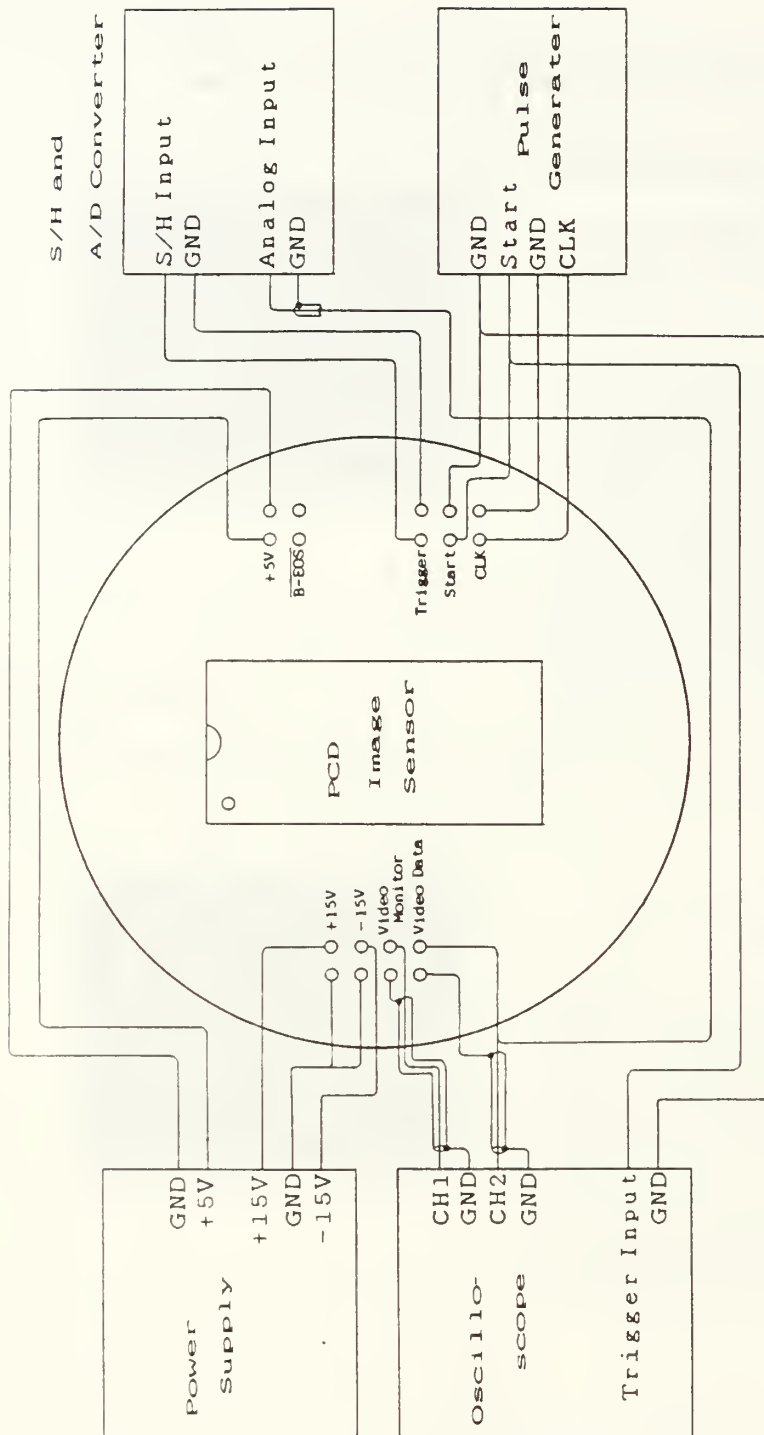 S/H and
A/D Converter
S/H Input
GND
Analog Input
GND
Pulse
Generater
GND
Start
GND
CLK
+5V
B-EOS
Trigger
Start
CLK
PCD
Image
Sensor
+15V
-15V
Video
Monitor
Video Data
Power
Supply
GND
+5V
+15V
GND
-15V
Oscillo-
scope
CH1
GND
CH2
GND
Trigger Input
GND